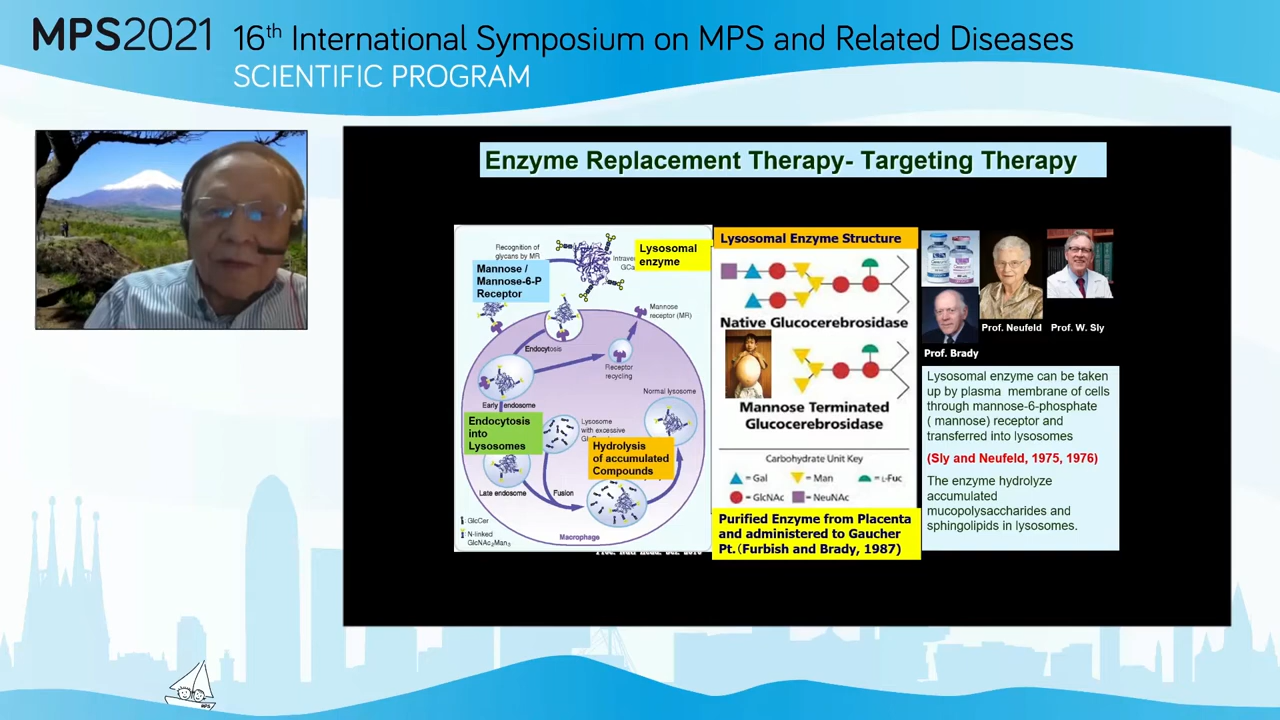 MPS2021 16th International Symposium on MPS and Related Diseases
SCIENTIFIC PROGRAM
Enzyme Replacement Therapy- Targeting Therapy
Recognition of
glycans by MR
Lysosomal
enzyme
Mannose /
Mannose-6-P
Receptor
Mannose
receptor (MR)
Endocytosis
Receptor
recycling
Early endosome
Normal lysosome
Endocytosis
into
Lysosomes
Lysosome
with excessive
Hydrolysis
of accumulated
Compounds
Late endosome
Fusion
GlcCer
N-linked
GlcNAc2Man3
Macrophage
Lysosomal Enzyme Structure
Native Glucocerebrosidase
Mannose Terminated
Glucocerebrosidase
Carbohydrate Unit Key
= Gal = Man = L-Fuc
= GlcNAc = NeuNAc
Purified Enzyme from Placenta
and administered to Gaucher
Pt.(Furbish and Brady, 1987)
Prof. Neufeld
Prof. W. Sly
Prof. Brady
Lysosomal enzyme can be taken
up by plasma membrane of cells
through mannose-6-phosphate
( mannose) receptor and
transferred into lysosomes
(Sly and Neufeld, 1975, 1976)
The enzyme hydrolyze
accumulated
mucopolysaccharides and
sphingolipids in lysosomes.
MPS